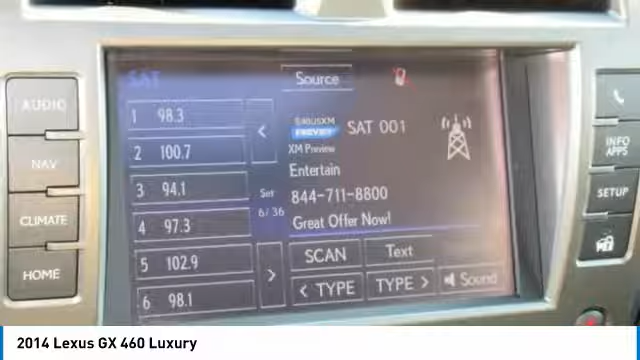 SAT
Source
AUDIO
NAV
CLIMATE
HOME
1 98.3
2 100.7
3 94.1
4 97.3
5 102.9
6 98.1
<
Set
6/36
>
SIRIUSXM
PREVIEW
SAT 001
XM Preview
Entertain
844-711-8800
Great Offer Now!
SCAN
Text
< TYPE
TYPE >
Sound
INFO
APPS
SETUP
2014 Lexus GX 460 Luxury